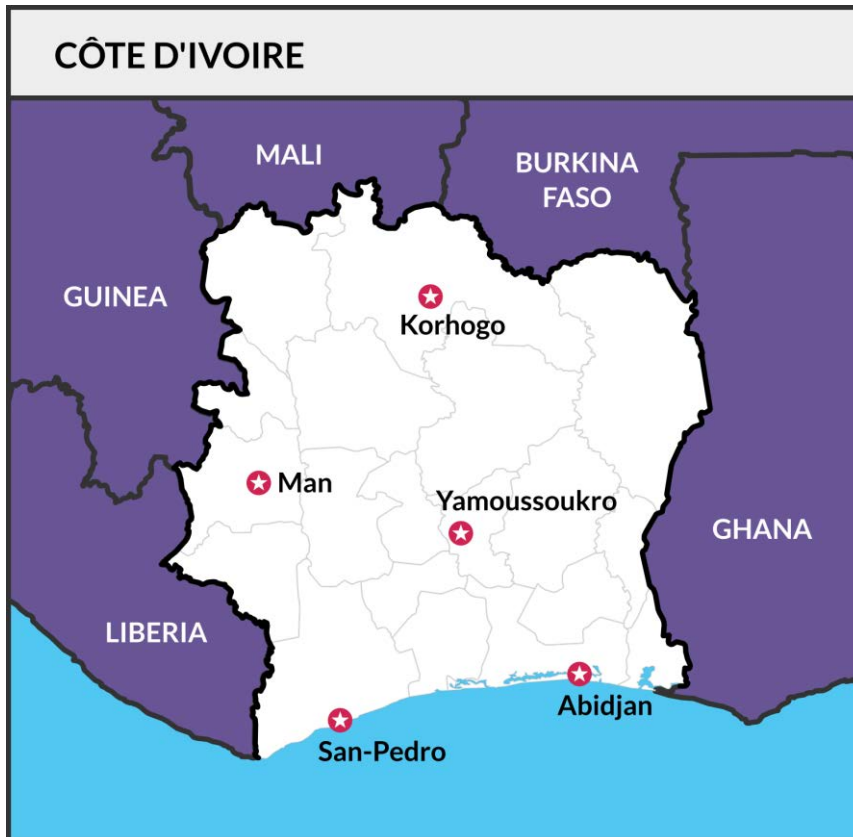 CÔTE D'IVOIRE
MALI
BURKINA
FASO
GUINEA
Korhogo
Man
Yamoussoukro
GHANA
LIBERIA
Abidjan
San-Pedro